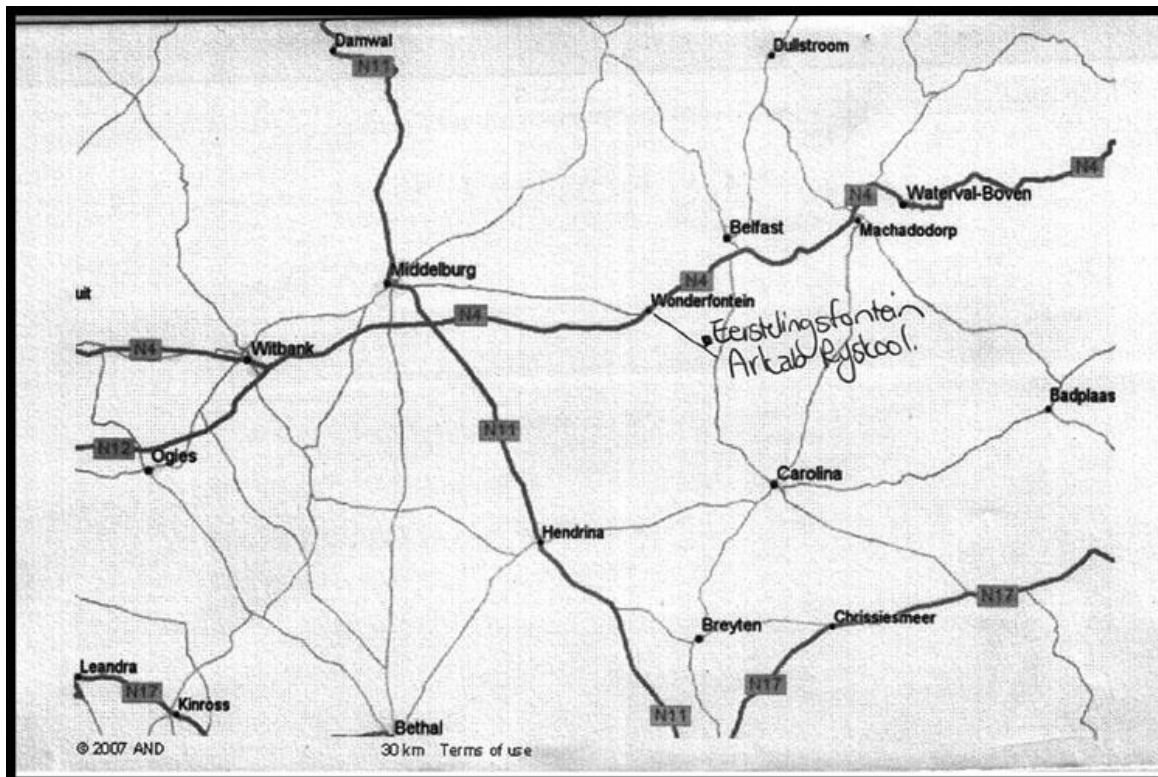 Damwal
N11
Dullstroom
N4
N4
Waterval-Boven
Belfast
Machadodorp
Middelburg
uit
N4
Wonderfontein
N4
Eerstelingsfontein
Arkab Ryskool.
N4
Witbank
Badplaas
N11
N12
Ogies
Carolina
Hendrina
N17
Chrissiesmeer
Breyten
Leandra
N17
Kinross
N17
N11
Bethal
© 2007 AND
30 km Terms of use